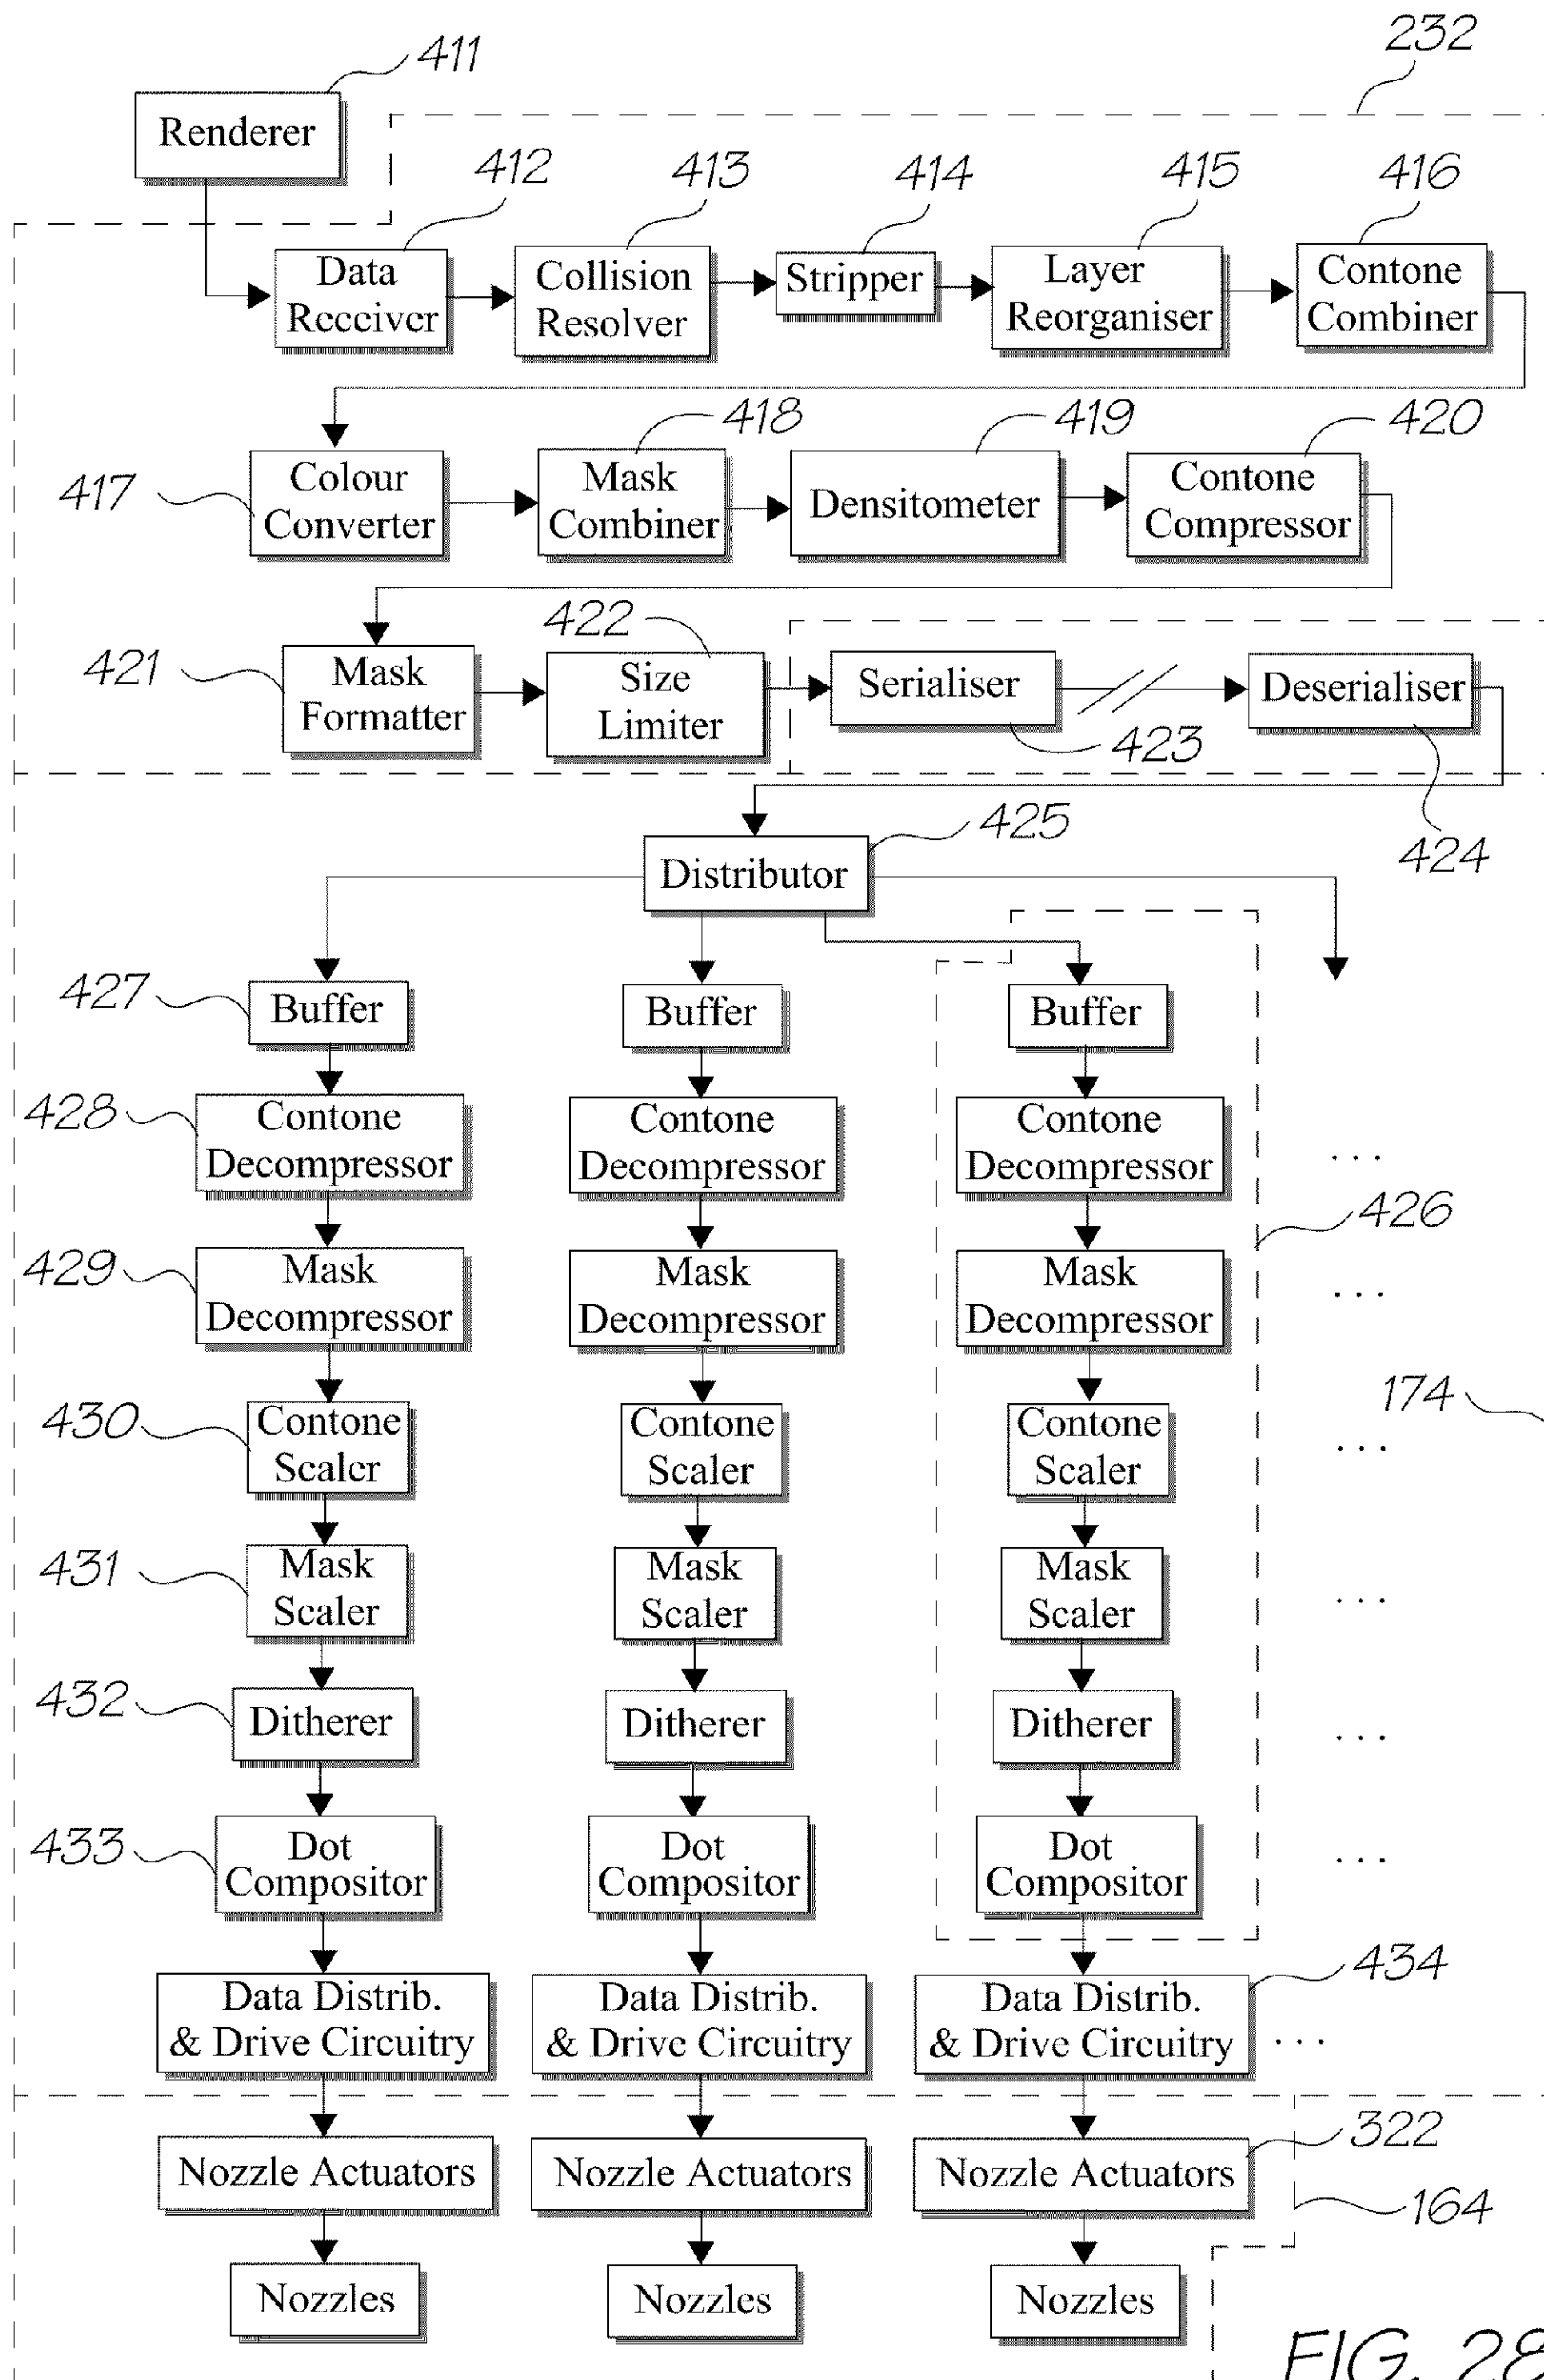 232
411
Renderer
412
413
414
415
416
Data
Receiver
Collision
Resolver
Stripper
Layer
Reorganiser
Contone
Combiner
418
419
420
417
Colour
Converter
Mask
Combiner
Densitometer
Contone
Compressor
422
421
Mask
Formatter
Size
Limiter
Serialiser
Deserialiser
423
425
424
Distributor
427
Buffer
Buffer
Buffer
428
Contone
Decompressor
Contone
Decompressor
Contone
Decompressor
...
426
429
Mask
Decompressor
Mask
Decompressor
Mask
Decompressor
...
174
430
Contone
Scaler
Contone
Scaler
Contone
Scaler
...
431
Mask
Scaler
Mask
Scaler
Mask
Scaler
...
432
Ditherer
Ditherer
Ditherer
...
433
Dot
Compositor
Dot
Compositor
Dot
Compositor
...
434
Data Distrib.
& Drive Circuitry
Data Distrib.
& Drive Circuitry
Data Distrib.
& Drive Circuitry
...
322
Nozzle Actuators
Nozzle Actuators
Nozzle Actuators
164
Nozzles
Nozzles
Nozzles
FIG. 28